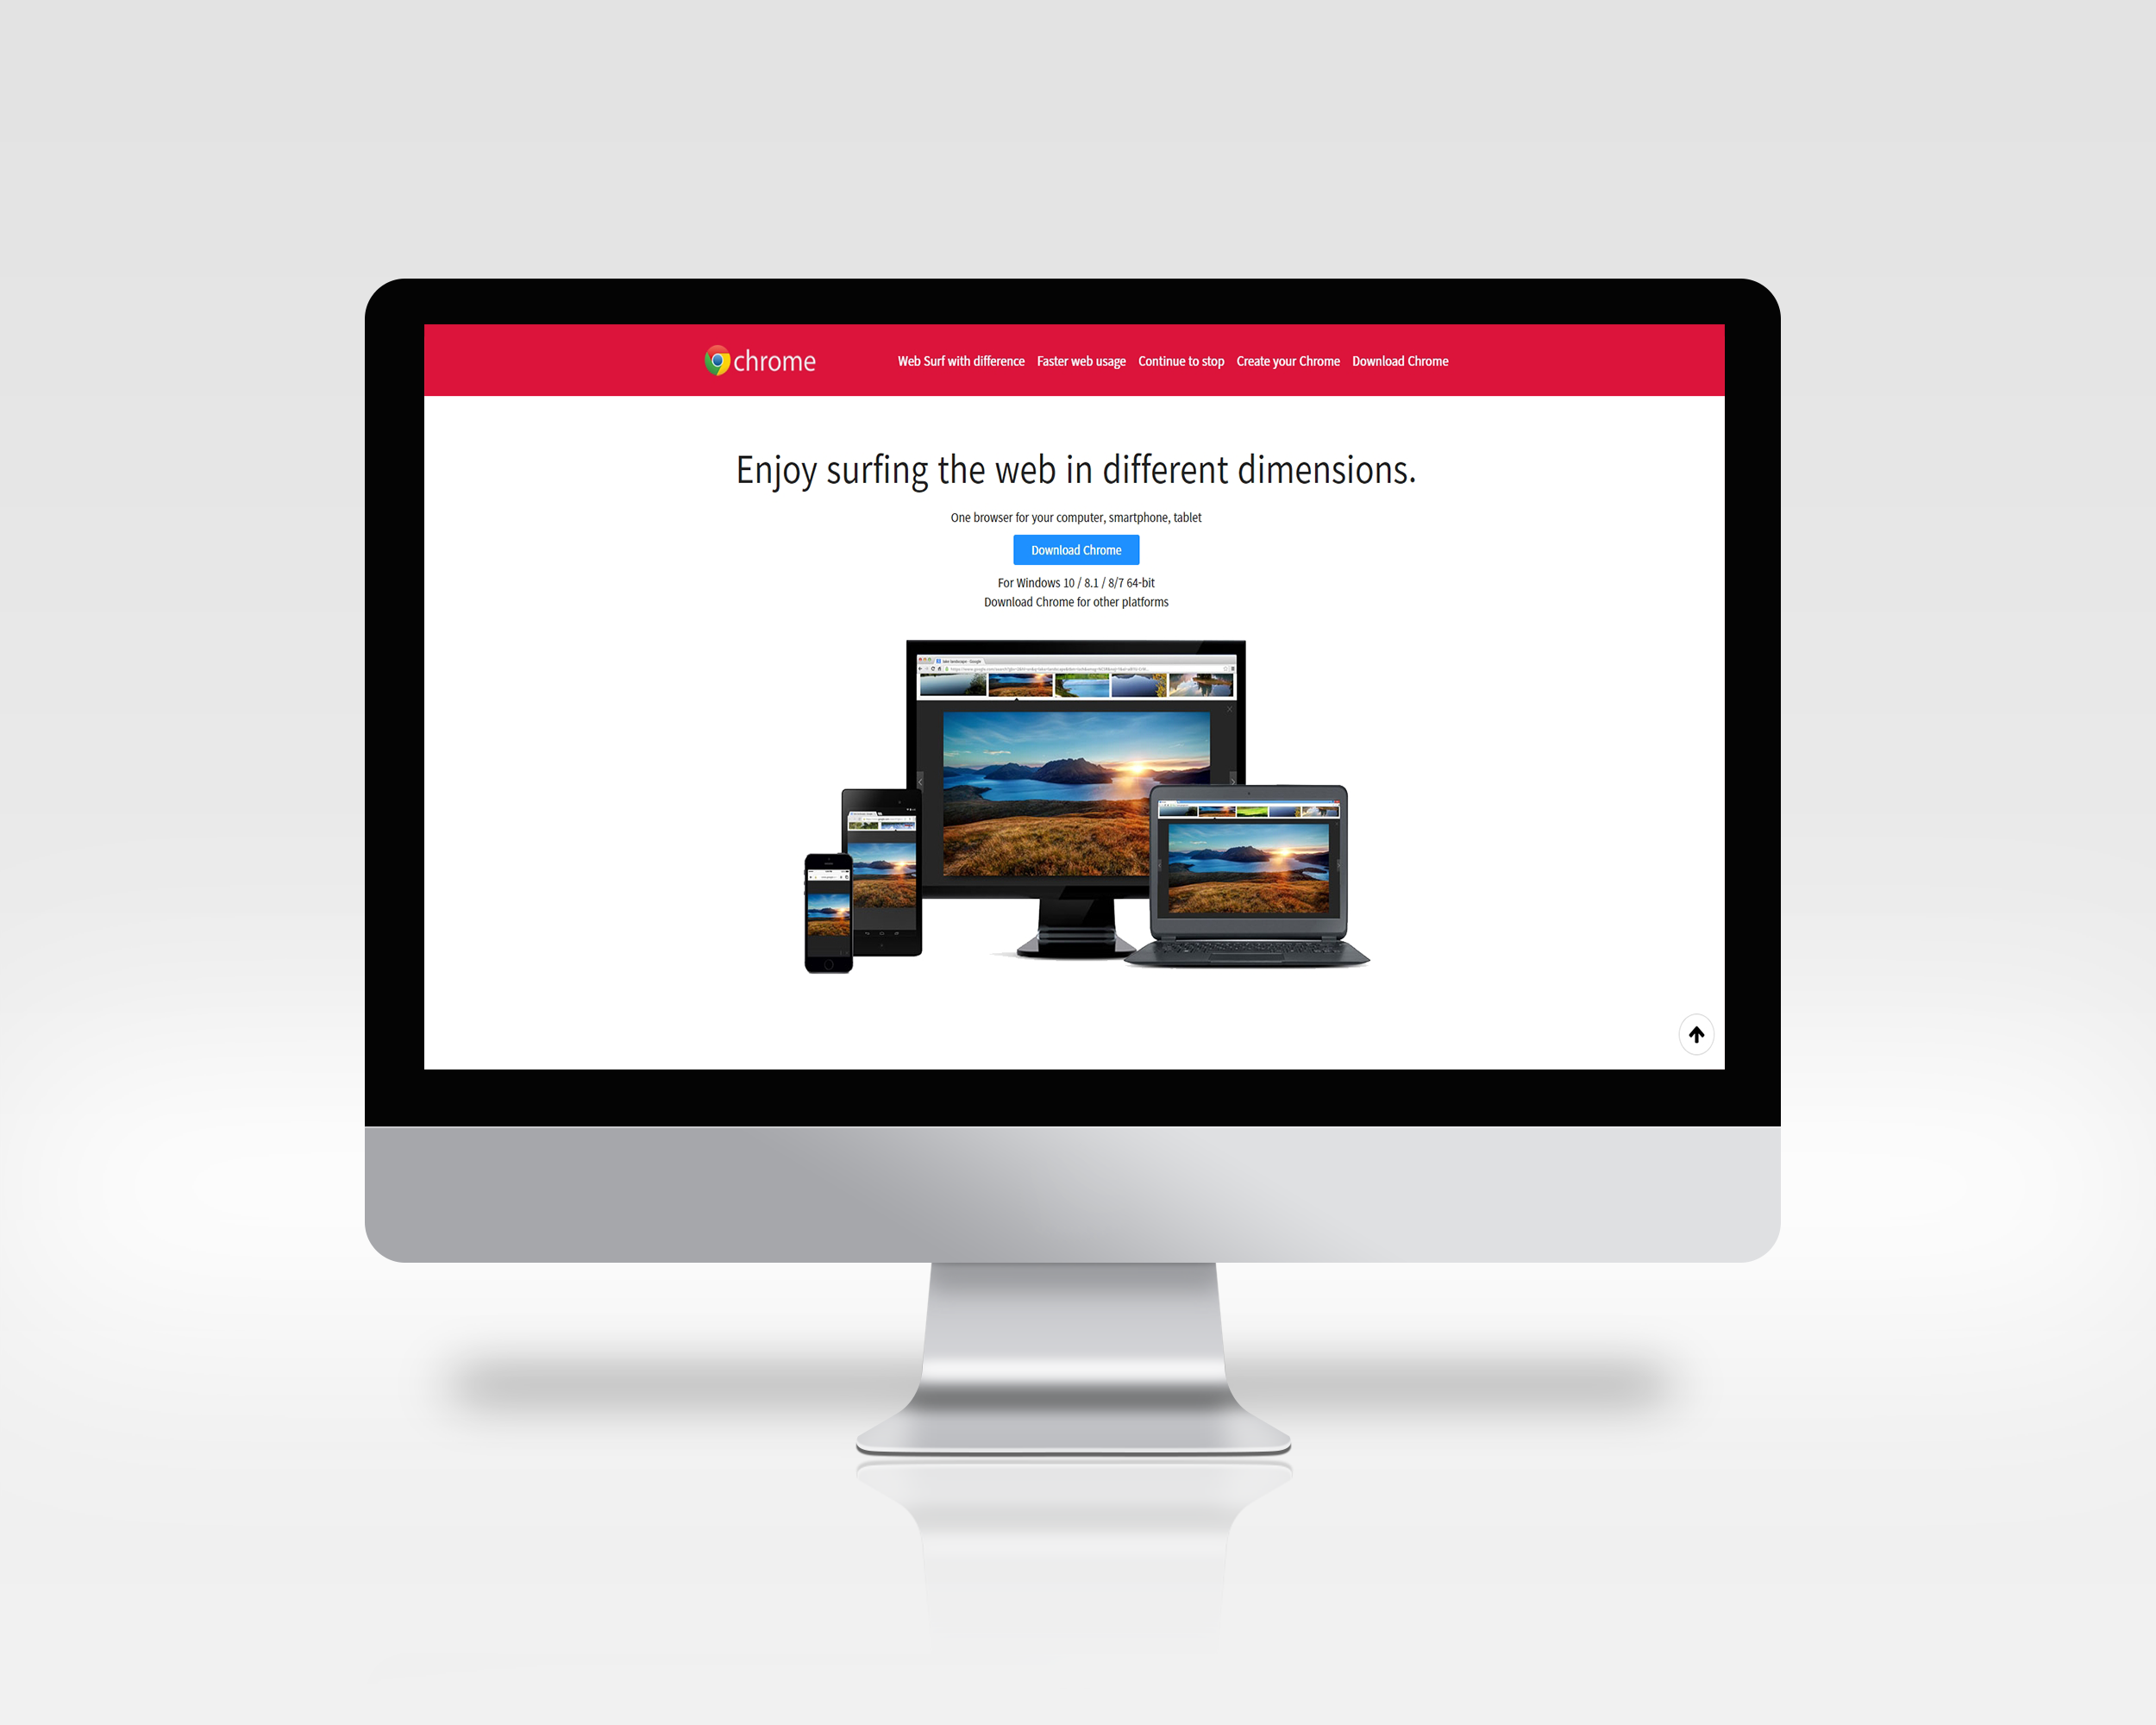 chrome
Web Surf with difference Faster web usage Continue to stop Create your Chrome Download Chrome
Enjoy surfing the web in different dimensions.
One browser for your computer, smartphone, tablet
Download Chrome
For Windows 10 / 8.1 / 8/7 64-bit
Download Chrome for other platforms